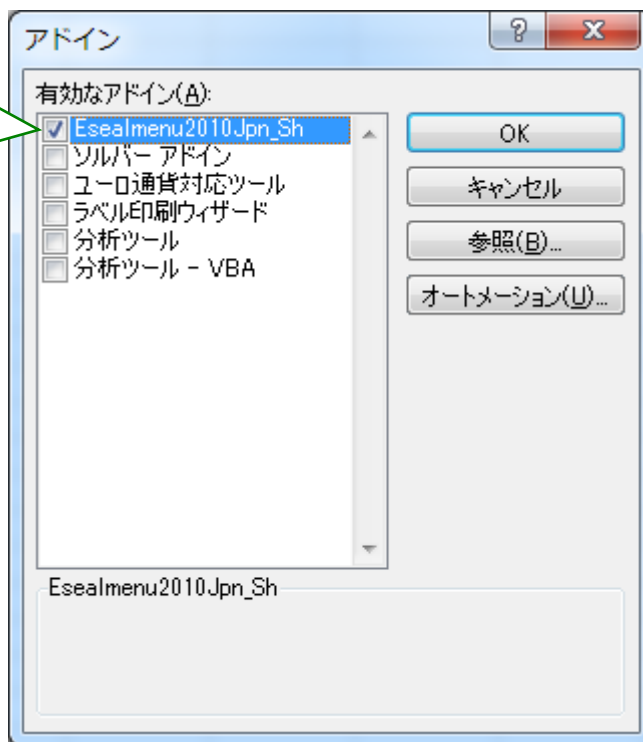 アドイン
有効なアドイン(A):
Esealmenu2010Jpn_Sh
ソルバー アドイン
ユーロ通貨対応ツール
ラベル印刷ウィザード
分析ツール
分析ツール - VBA
OK
キャンセル
参照(B)...
オートメーション(U)...
Esealmenu2010Jpn_Sh